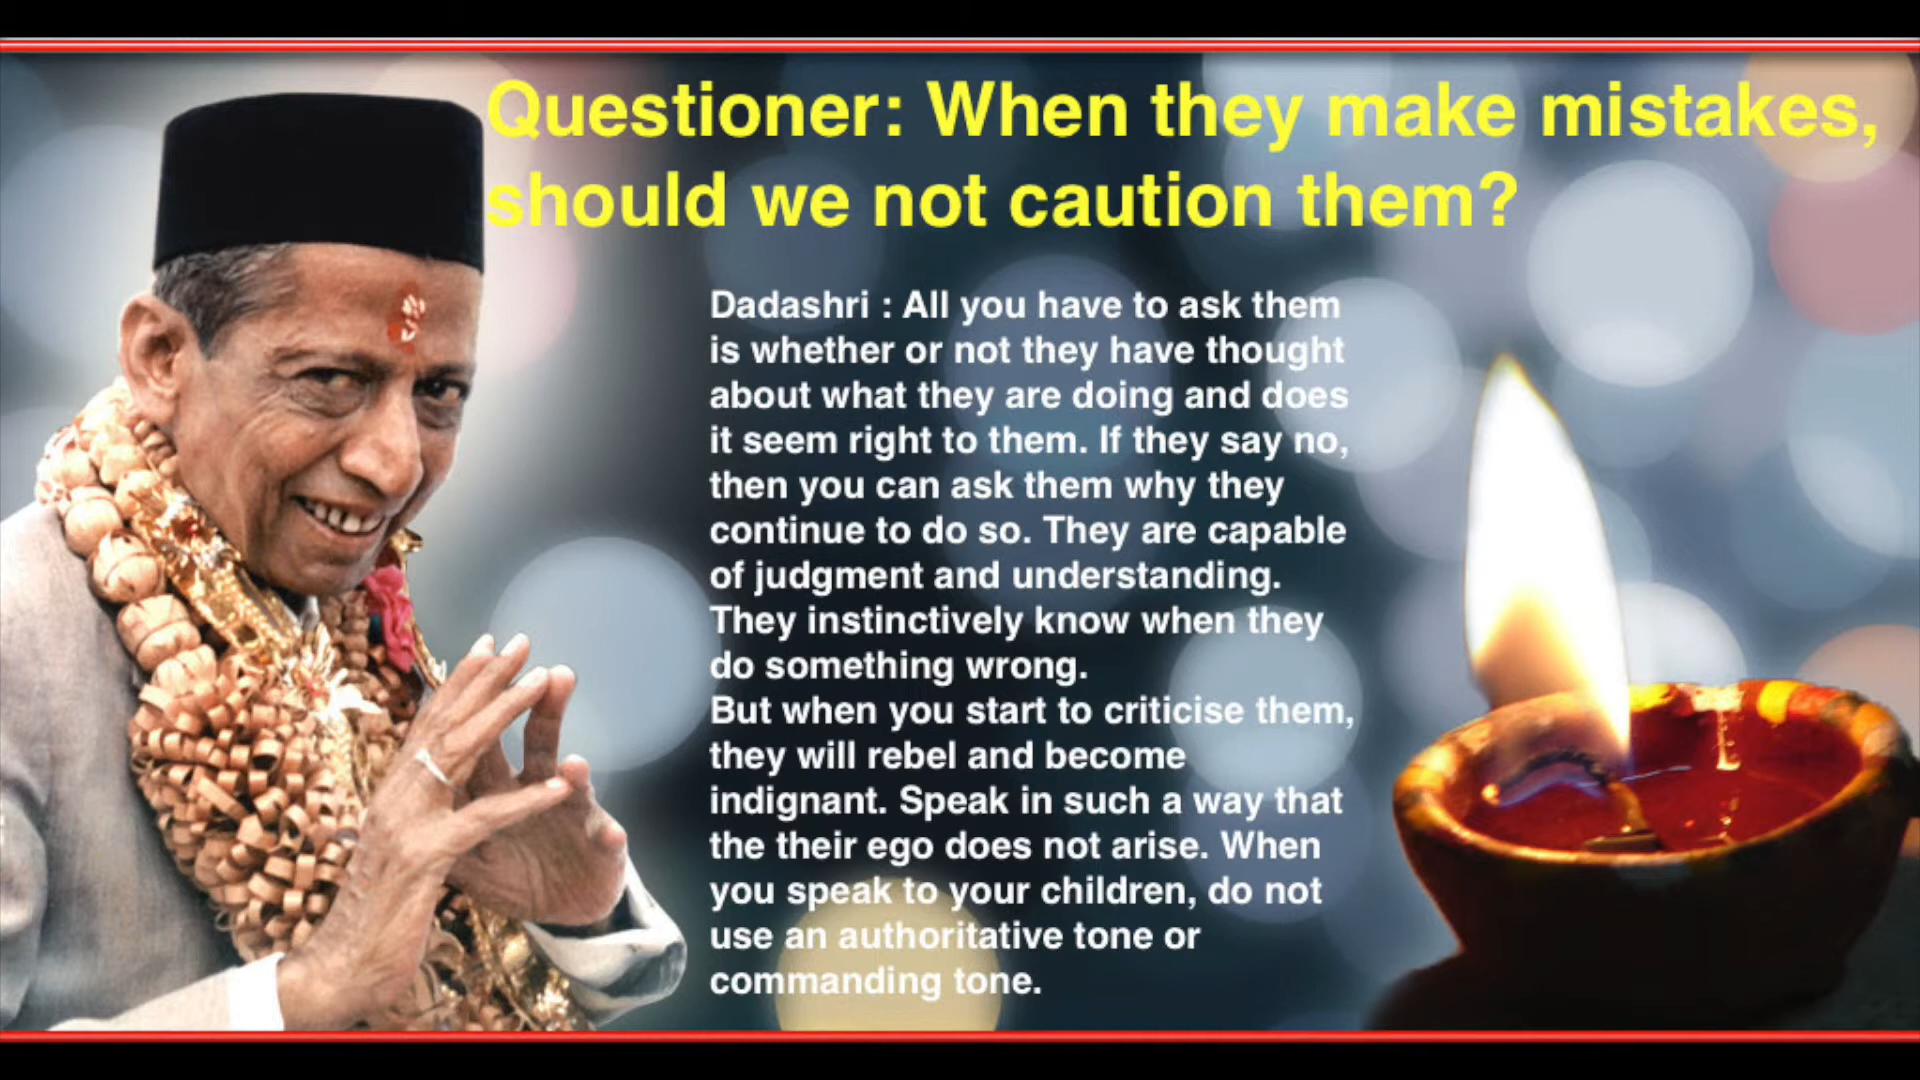 Questioner: When they make mistakes,
should we not caution them?
Dadashri : All you have to ask them
is whether or not they have thought
about what they are doing and does
it seem right to them. If they say no,
then you can ask them why they
continue to do so. They are capable
of judgment and understanding.
They instinctively know when they
do something wrong.
But when you start to criticise them,
they will rebel and become
indignant. Speak in such a way that
the their ego does not arise. When
you speak to your children, do not
use an authoritative tone or
commanding tone.